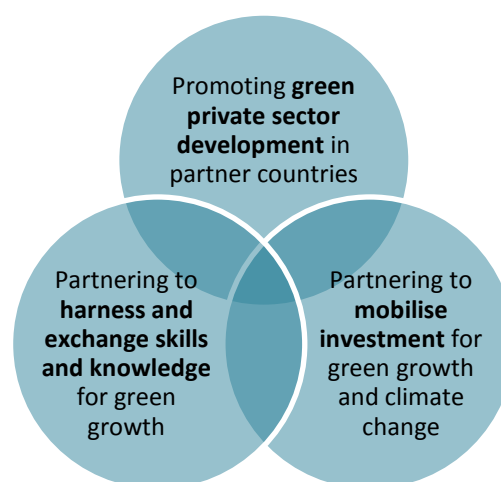 Promoting green
private sector
development in
partner countries
Partnering to
harness and
exchange skills
and knowledge
for green
growth
Partnering to
mobilise
investment for
green growth
and climate
change